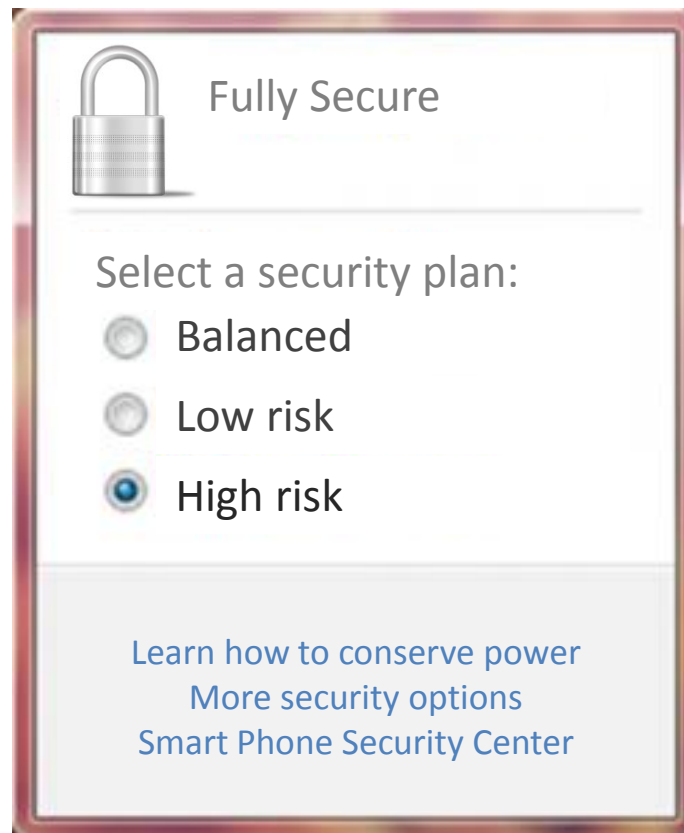 Fully Secure
Select a security plan:
Balanced
Low risk
High risk
Learn how to conserve power
More security options
Smart Phone Security Center